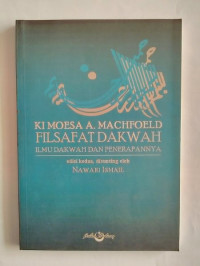 KI MOESA A. MACHFOELD
FILSAFAT DAKWAH
ILMU DAKWAH DAN PENERAPANNYA
edisi kedua, disunting oleh
NAWARI ISMAIL